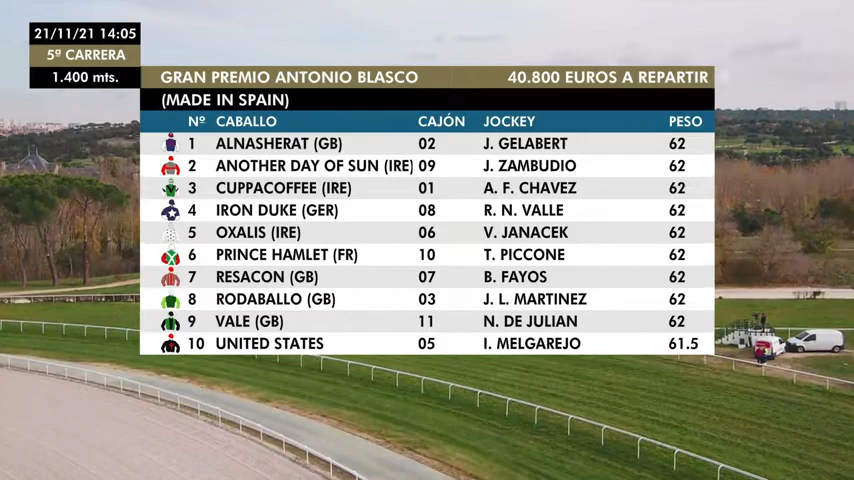 21/11/21 14:05
5ª CARRERA
1.400 mts.
GRAN PREMIO ANTONIO BLASCO 40.800 EUROS A REPARTIR
(MADE IN SPAIN)
Nº CABALLO CAJÓN JOCKEY PESO
1 ALNASHERAT (GB) 02 J. GELABERT 62
2 ANOTHER DAY OF SUN (IRE) 09 J. ZAMBUDIO 62
3 CUPPACOFFEE (IRE) 01 A. F. CHAVEZ 62
4 IRON DUKE (GER) 08 R. N. VALLE 62
5 OXALIS (IRE) 06 V. JANACEK 62
6 PRINCE HAMLET (FR) 10 T. PICCONE 62
7 RESACON (GB) 07 B. FAYOS 62
8 RODABALLO (GB) 03 J. L. MARTINEZ 62
9 VALE (GB) 11 N. DE JULIAN 62
10 UNITED STATES 05 I. MELGAREJO 61.5